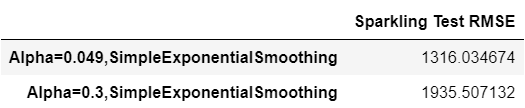 Sparkling Test RMSE
Alpha=0.049,SimpleExponentialSmoothing 1316.034674
Alpha=0.3,SimpleExponentialSmoothing 1935.507132